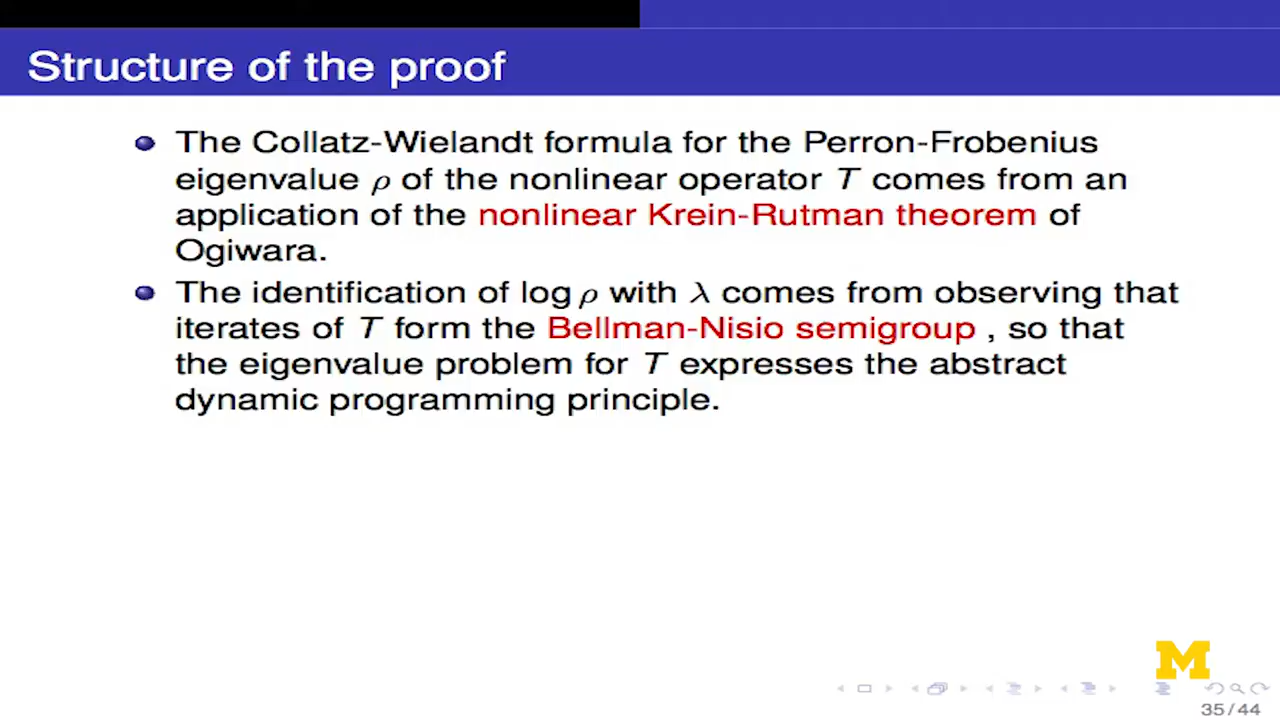 Structure of the proof
The Collatz-Wielandt formula for the Perron-Frobenius
eigenvalue ρ of the nonlinear operator T comes from an
application of the nonlinear Krein-Rutman theorem of
Ogiwara.
The identification of log ρ with λ comes from observing that
iterates of T form the Bellman-Nisio semigroup , so that
the eigenvalue problem for T expresses the abstract
dynamic programming principle.
M
35/44